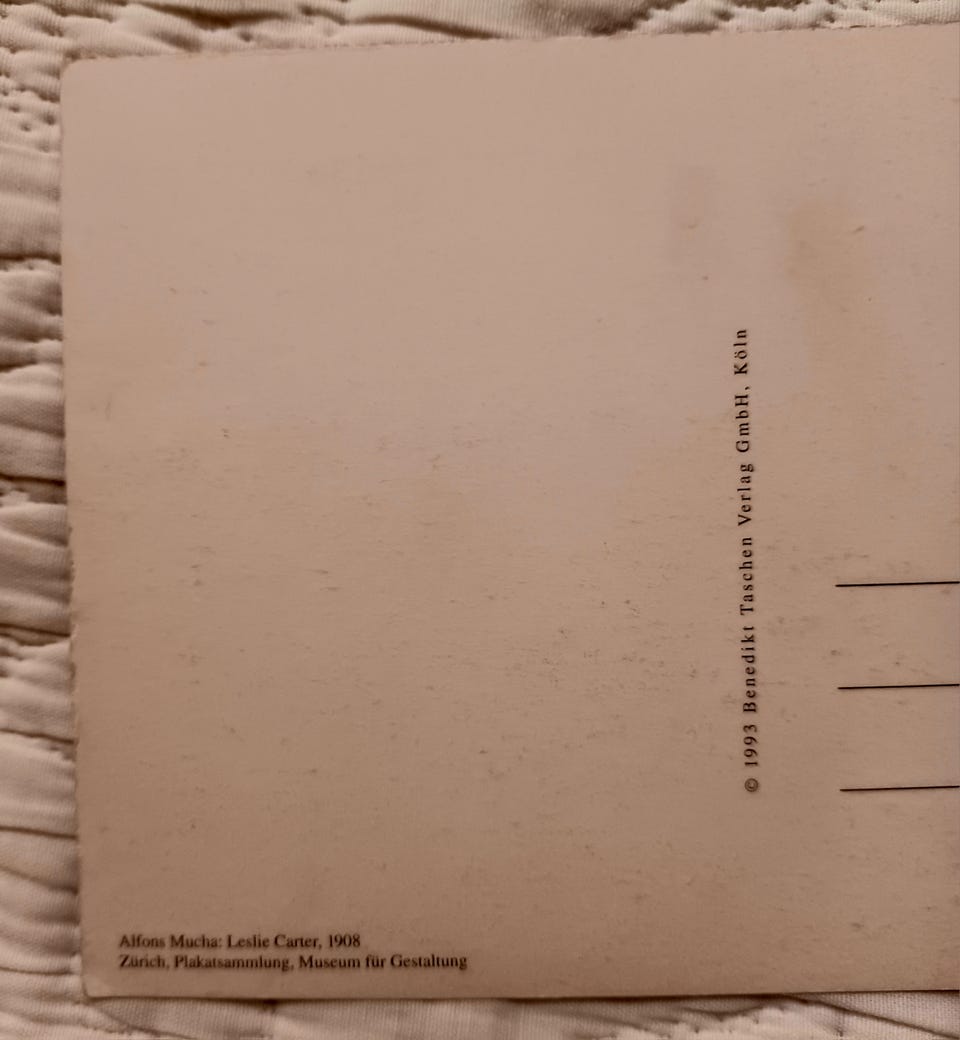 © 1993 Benedikt Taschen Verlag GmbH, Köln
Alfons Mucha: Leslie Carter, 1908
Zürich, Plakatsammlung, Museum für Gestaltung